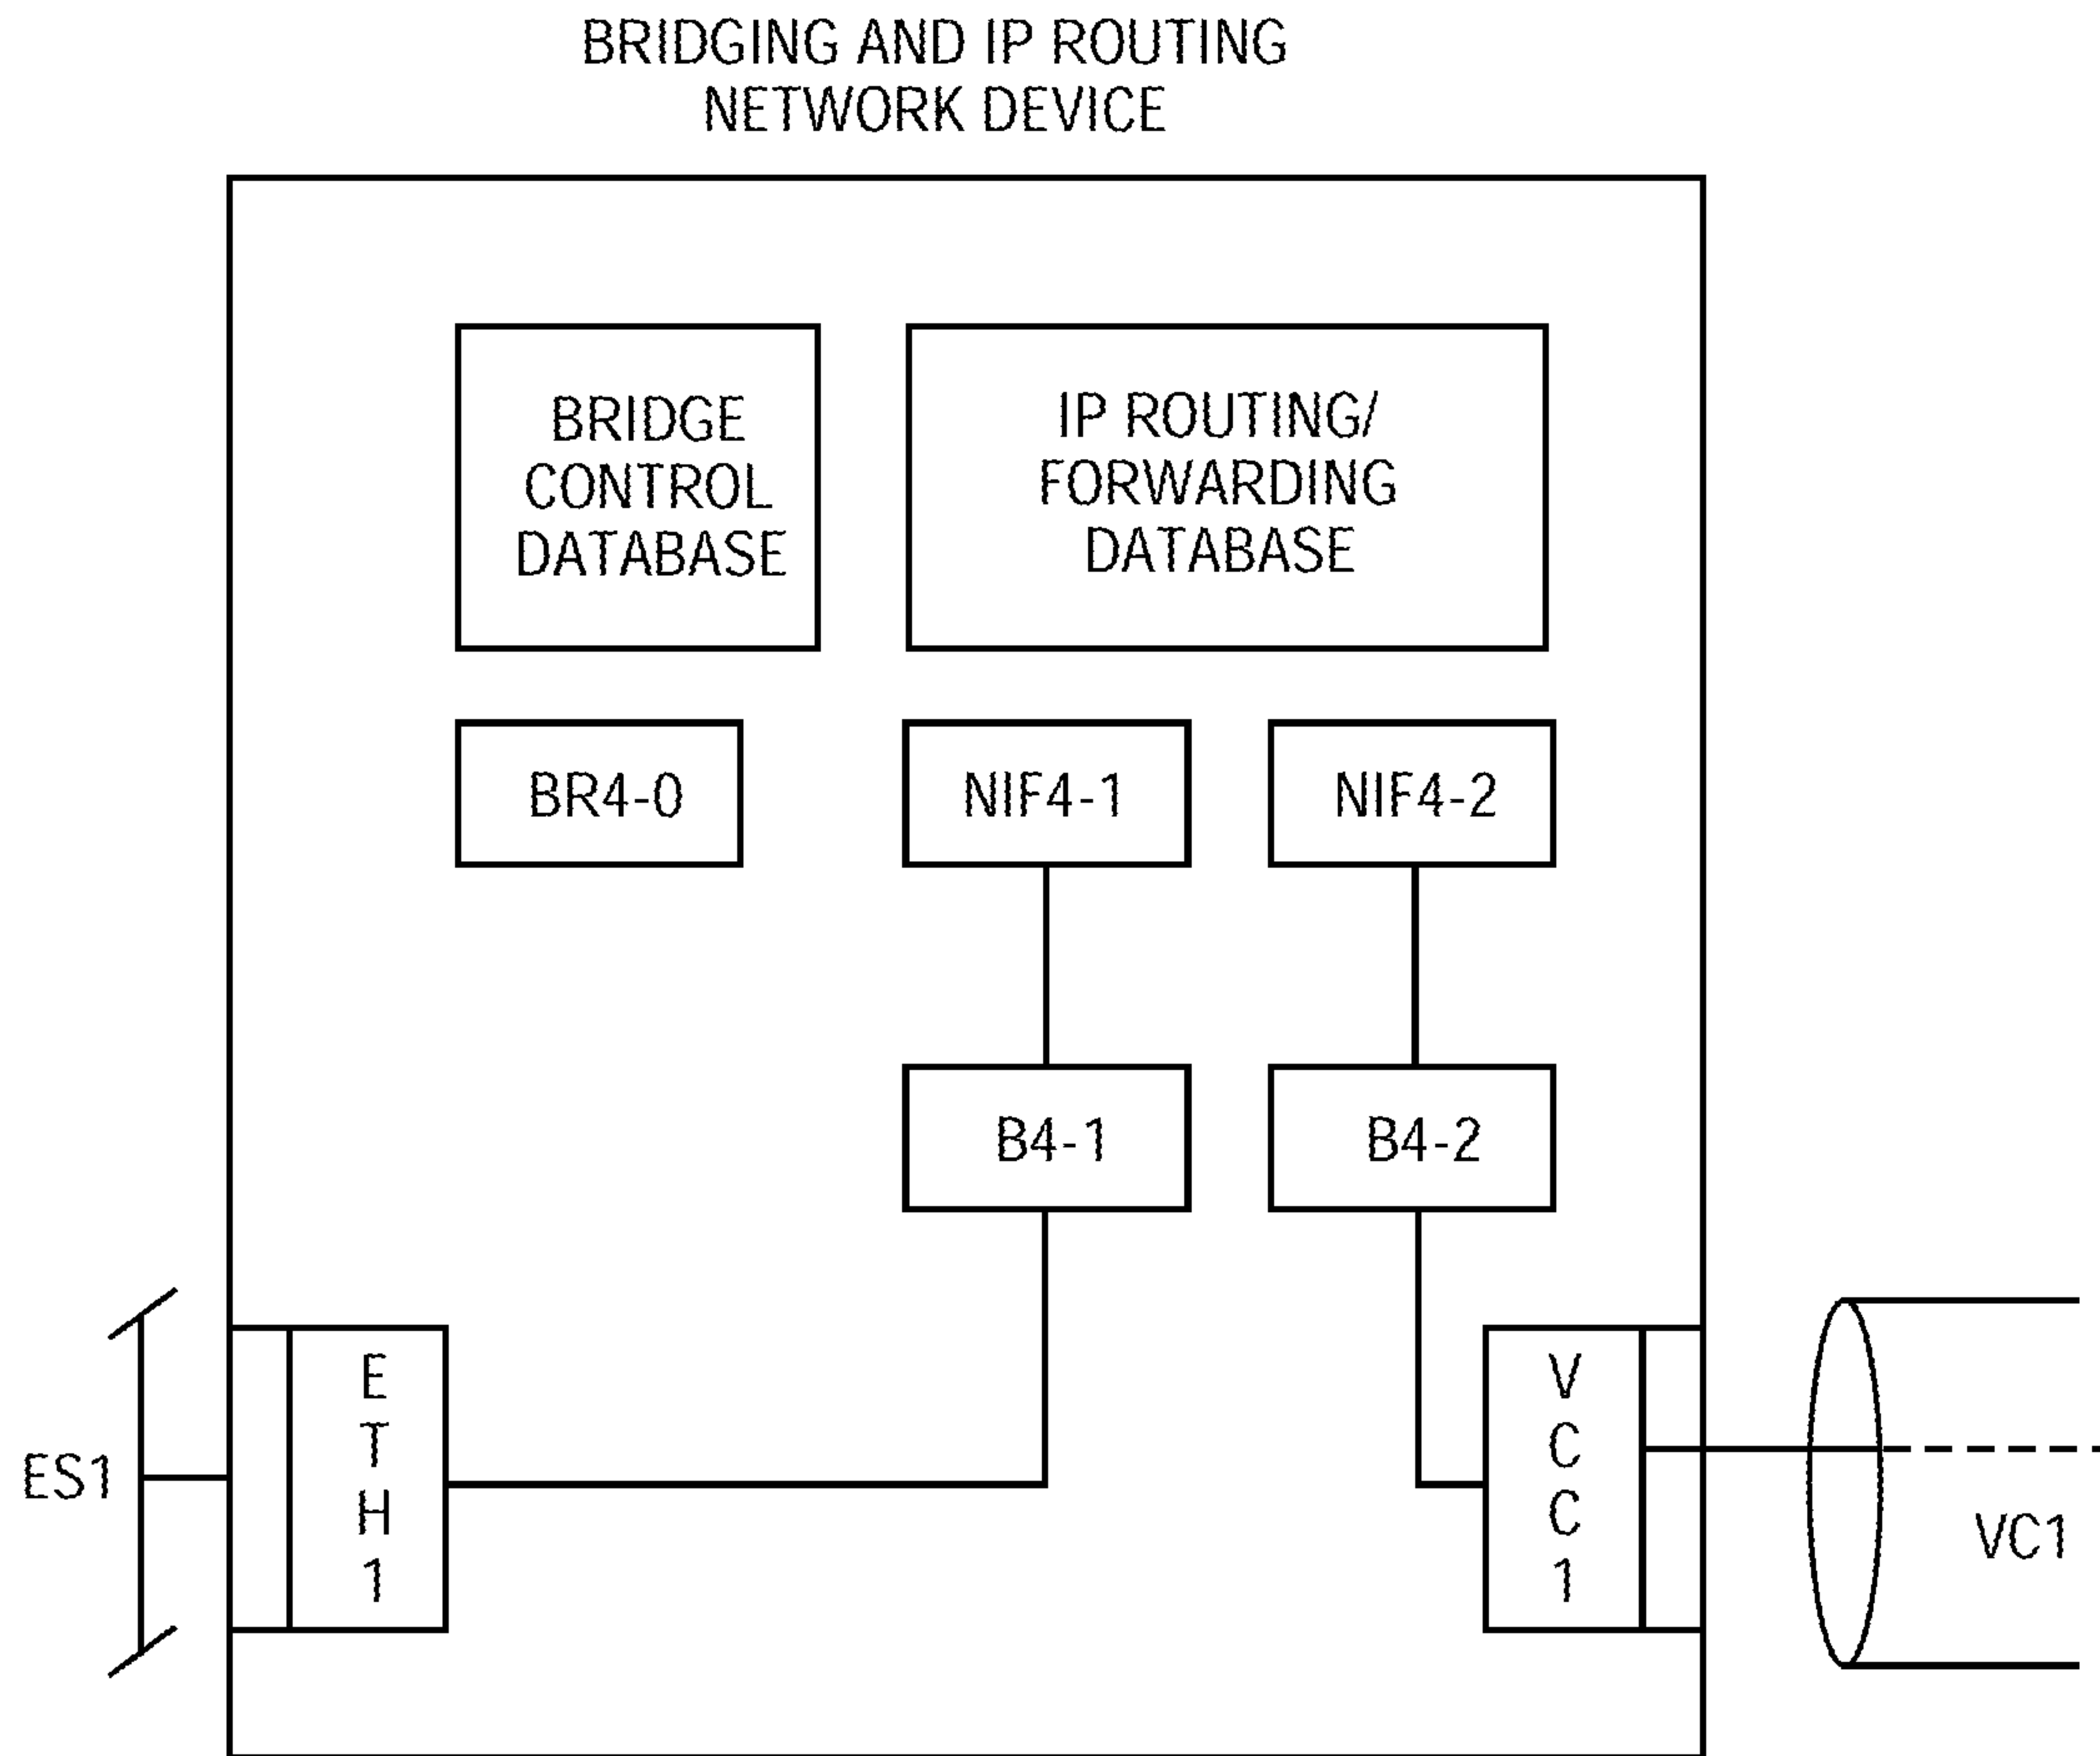 BRIDGING AND IP ROUTING
NETWORK DEVICE
BRIDGE
CONTROL
DATABASE
IP ROUTING/
FORWARDING
DATABASE
BR4-0
NIF4-1
NIF4-2
B4-1
B4-2
ES1
E
T
H
1
V
C
C
1
VC1